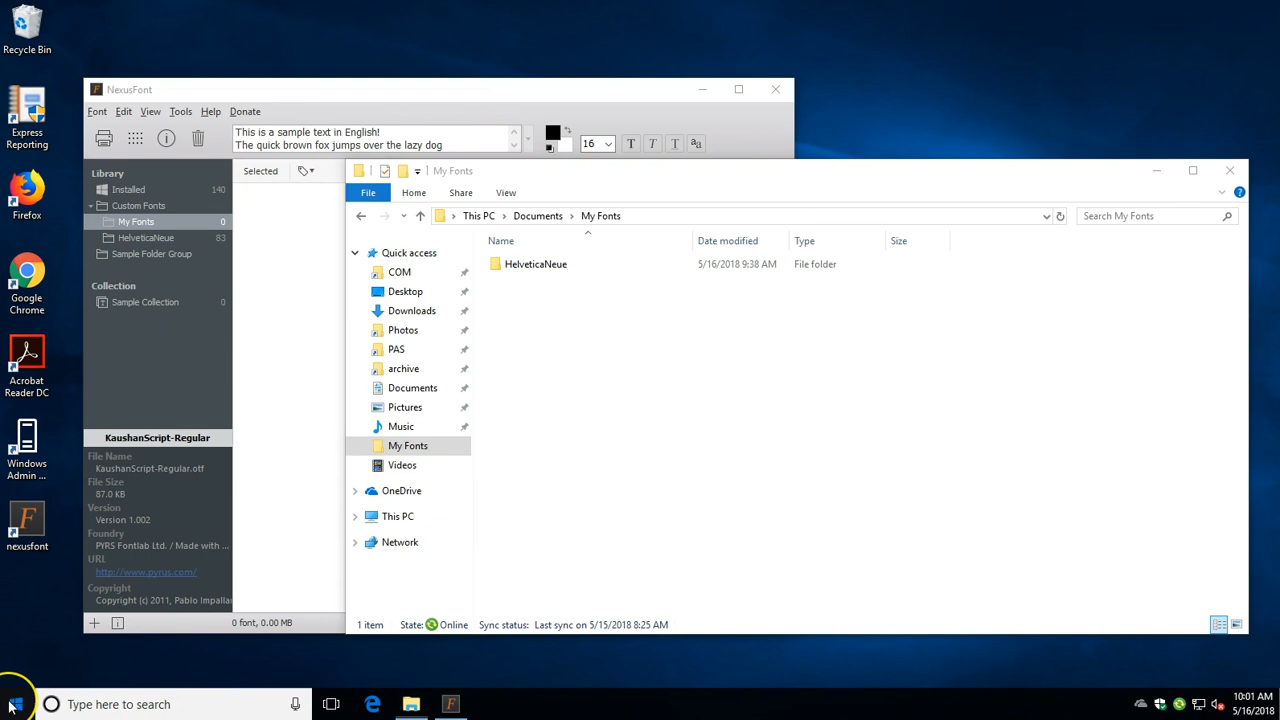 Recycle Bin
Express
Reporting
Firefox
Google
Chrome
Acrobat
Reader DC
Windows
Admin ...
nexusfont
NexusFont
Font Edit View Tools Help Donate
This is a sample text in English!
The quick brown fox jumps over the lazy dog
16 T T T aa
Library
Installed 140
Custom Fonts
My Fonts 0
HelveticaNeue 83
Sample Folder Group
Collection
Sample Collection 0
Selected
KaushanScript-Regular
File Name
KaushanScript-Regular.otf
File Size
87.0 KB
Version
Version 1.002
Foundry
PYRS Fontlab Ltd. / Made with ...
URL
http://www.pyrus.com/
Copyright
Copyright (c) 2011, Pablo Impallar
0 font, 0.00 MB
My Fonts
File Home Share View
This PC > Documents > My Fonts
Search My Fonts
Name Date modified Type Size
HelveticaNeue 5/16/2018 9:38 AM File folder
Quick access
COM
Desktop
Downloads
Photos
PAS
archive
Documents
Pictures
Music
My Fonts
Videos
OneDrive
This PC
Network
1 item State: Online Sync status: Last sync on 5/15/2018 8:25 AM
Type here to search
10:01 AM
5/16/2018